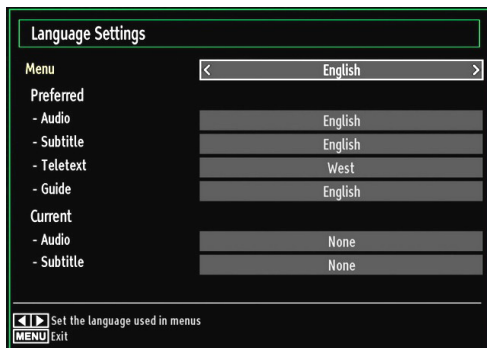 Language Settings
Menu < English >
Preferred
- Audio English
- Subtitle English
- Teletext West
- Guide English
Current
- Audio None
- Subtitle None
Set the language used in menus
MENU Exit